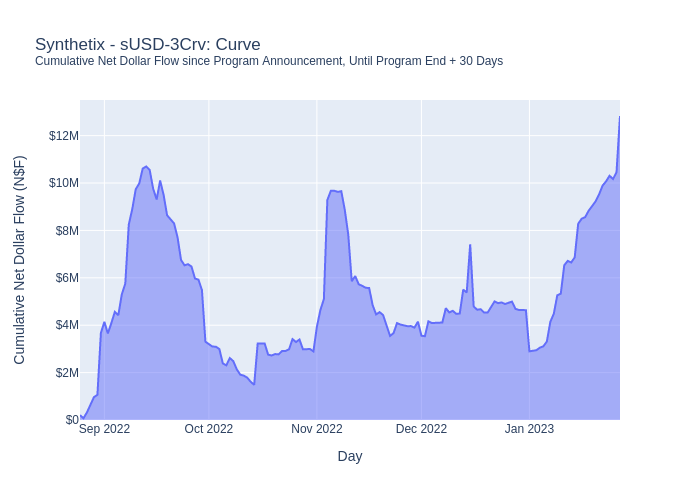 Synthetix - sUSD-3Crv: Curve
Cumulative Net Dollar Flow since Program Announcement, Until Program End + 30 Days
Cumulative Net Dollar Flow (N$F)
$12M
$10M
$8M
$6M
$4M
$2M
$0
Sep 2022
Oct 2022
Nov 2022
Dec 2022
Jan 2023
Day